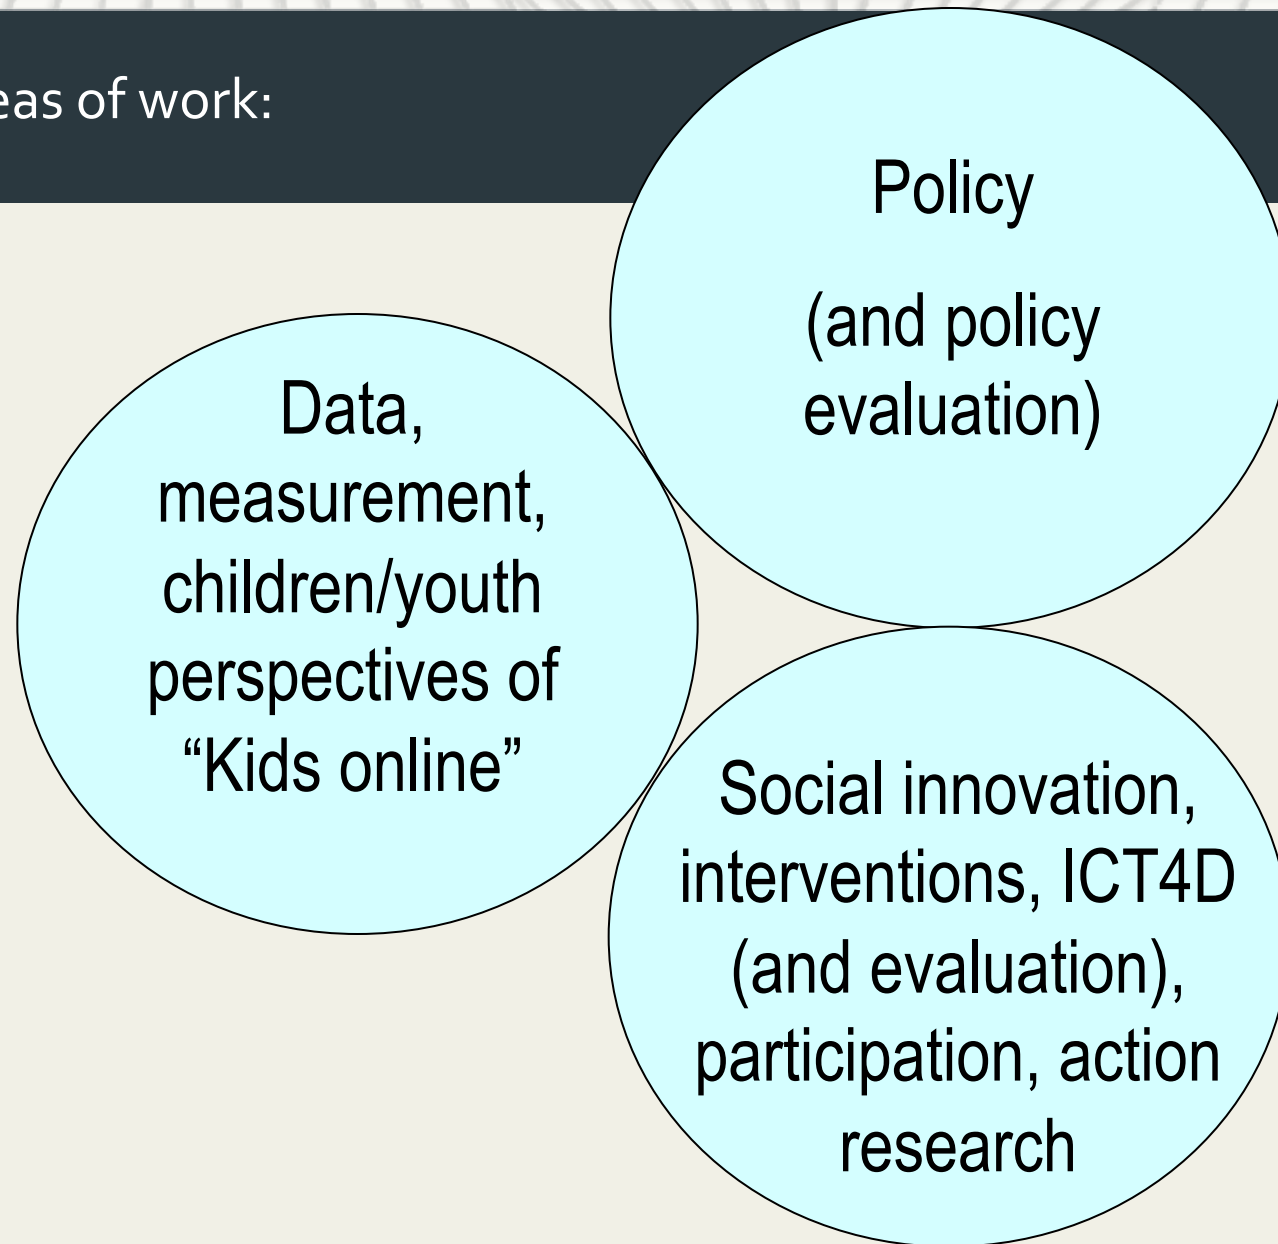 eas of work:
Policy
(and policy
evaluation)
Data,
measurement,
children/youth
perspectives of
“Kids online”
Social innovation,
interventions, ICT4D
(and evaluation),
participation, action
research